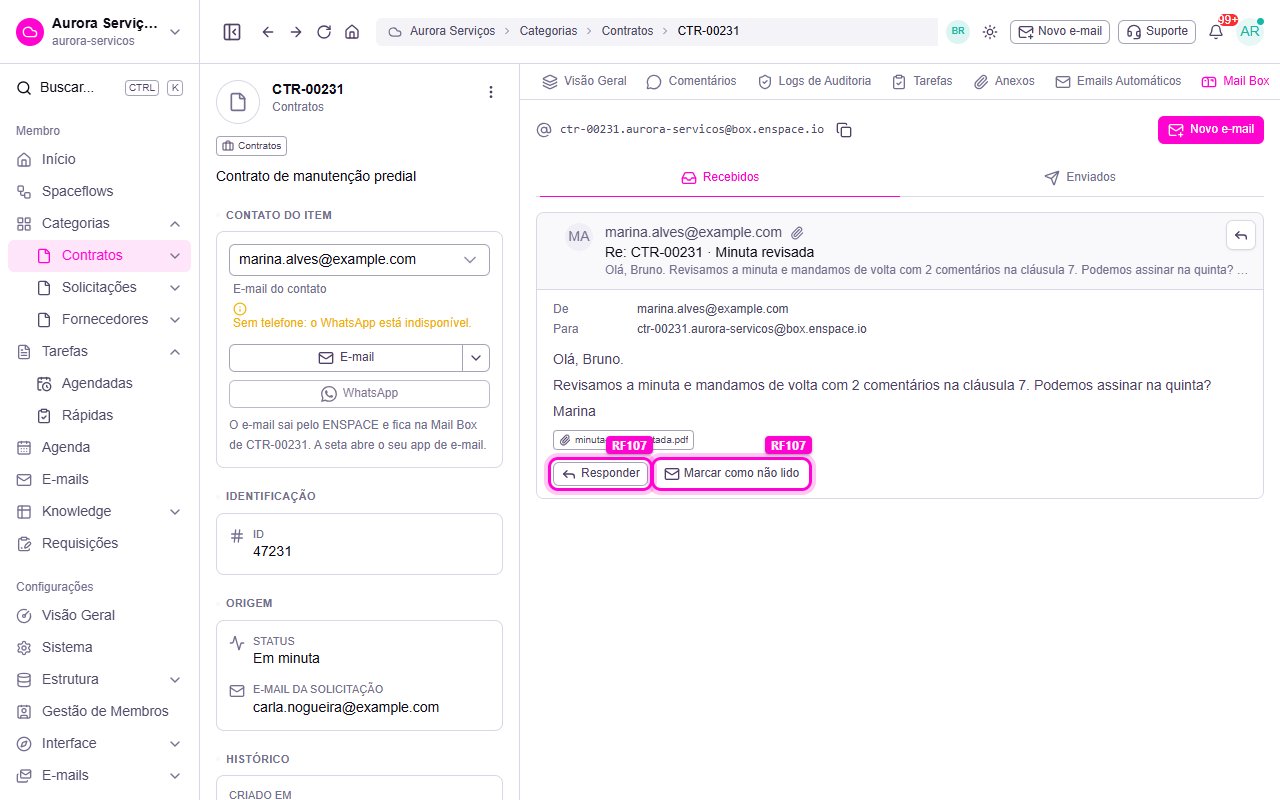 Aurora Serviç...
aurora-servicos
Aurora Serviços
Categorias
Contratos
CTR-00231
BR
Novo e-mail
Suporte
99+
AR
Buscar...
CTRL
K
Membro
Início
Spaceflows
Categorias
Contratos
Solicitações
Fornecedores
Tarefas
Agendadas
Rápidas
Agenda
E-mails
Knowledge
Requisições
Configurações
Visão Geral
Sistema
Estrutura
Gestão de Membros
Interface
E-mails
CTR-00231
Contratos
Contratos
Contrato de manutenção predial
CONTATO DO ITEM
marina.alves@example.com
E-mail do contato
Sem telefone: o WhatsApp está indisponível.
E-mail
WhatsApp
O e-mail sai pelo ENSPACE e fica na Mail Box
de CTR-00231. A seta abre o seu app de e-mail.
IDENTIFICAÇÃO
ID
47231
ORIGEM
STATUS
Em minuta
E-MAIL DA SOLICITAÇÃO
carla.nogueira@example.com
HISTÓRICO
CRIADO EM
Visão Geral
Comentários
Logs de Auditoria
Tarefas
Anexos
Emails Automáticos
Mail Box
ctr-00231.aurora-servicos@box.enspace.io
Novo e-mail
Recebidos
Enviados
MA
marina.alves@example.com
Re: CTR-00231 · Minuta revisada
Olá, Bruno. Revisamos a minuta e mandamos de volta com 2 comentários na cláusula 7. Podemos assinar na quinta? ...
De
marina.alves@example.com
Para
ctr-00231.aurora-servicos@box.enspace.io
Olá, Bruno.
Revisamos a minuta e mandamos de volta com 2 comentários na cláusula 7. Podemos assinar na quinta?
Marina
RF107
RF107
Responder
Marcar como não lido